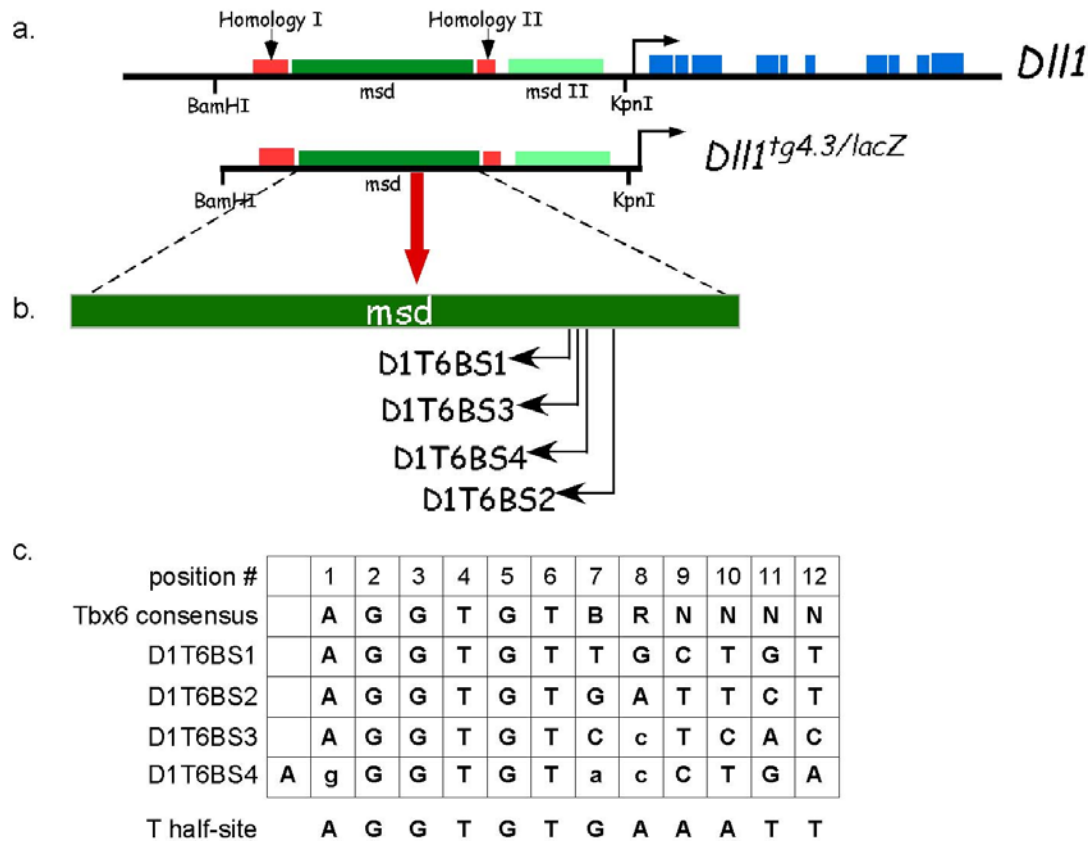 a.
Homology I Homology II
Dll1
BamHI msd msd II KpnI
Dll1tg4.3/lacZ
BamHI msd KpnI
b.
msd
D1T6BS1
D1T6BS3
D1T6BS4
D1T6BS2
c.
position # 1 2 3 4 5 6 7 8 9 10 11 12
Tbx6 consensus A G G T G T B R N N N N
D1T6BS1 A G G T G T T G C T G T
D1T6BS2 A G G T G T G A T T C T
D1T6BS3 A G G T G T C c T C A C
D1T6BS4 A g G G T G T a c C T G A
T half-site A G G T G T G A A A T T